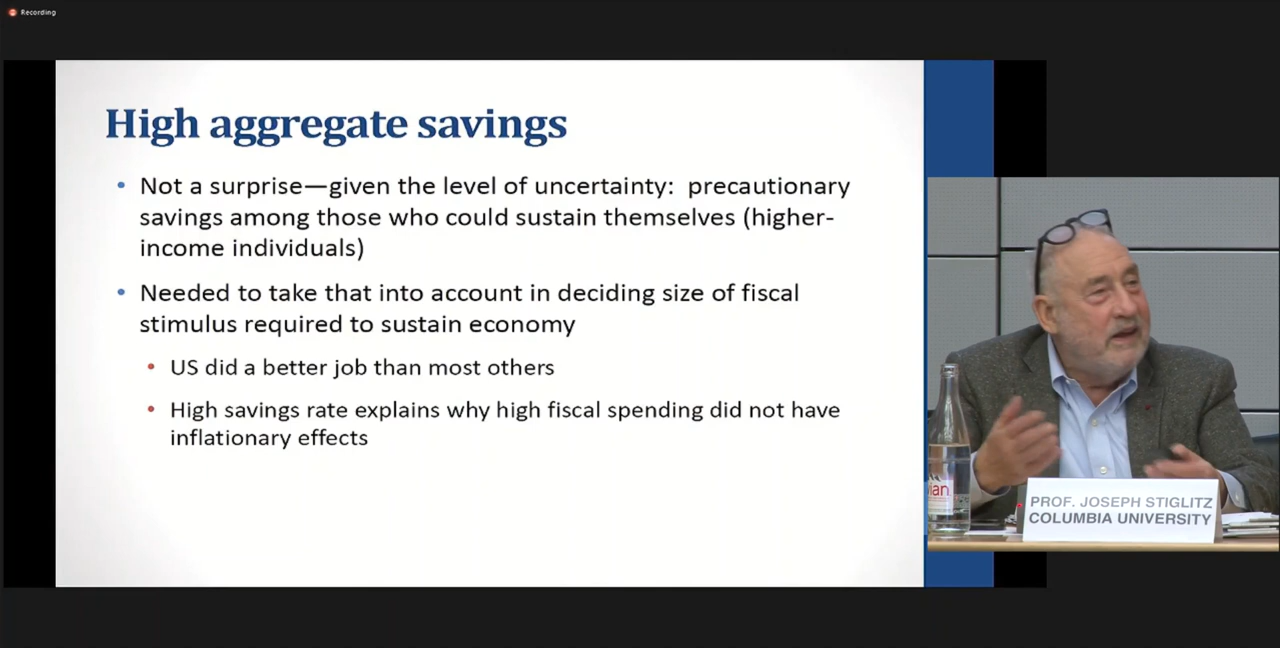 Recording
High aggregate savings
• Not a surprise—given the level of uncertainty: precautionary
savings among those who could sustain themselves (higher-
income individuals)
• Needed to take that into account in deciding size of fiscal
stimulus required to sustain economy
• US did a better job than most others
• High savings rate explains why high fiscal spending did not have
inflationary effects
PROF. JOSEPH STIGLITZ
COLUMBIA UNIVERSITY